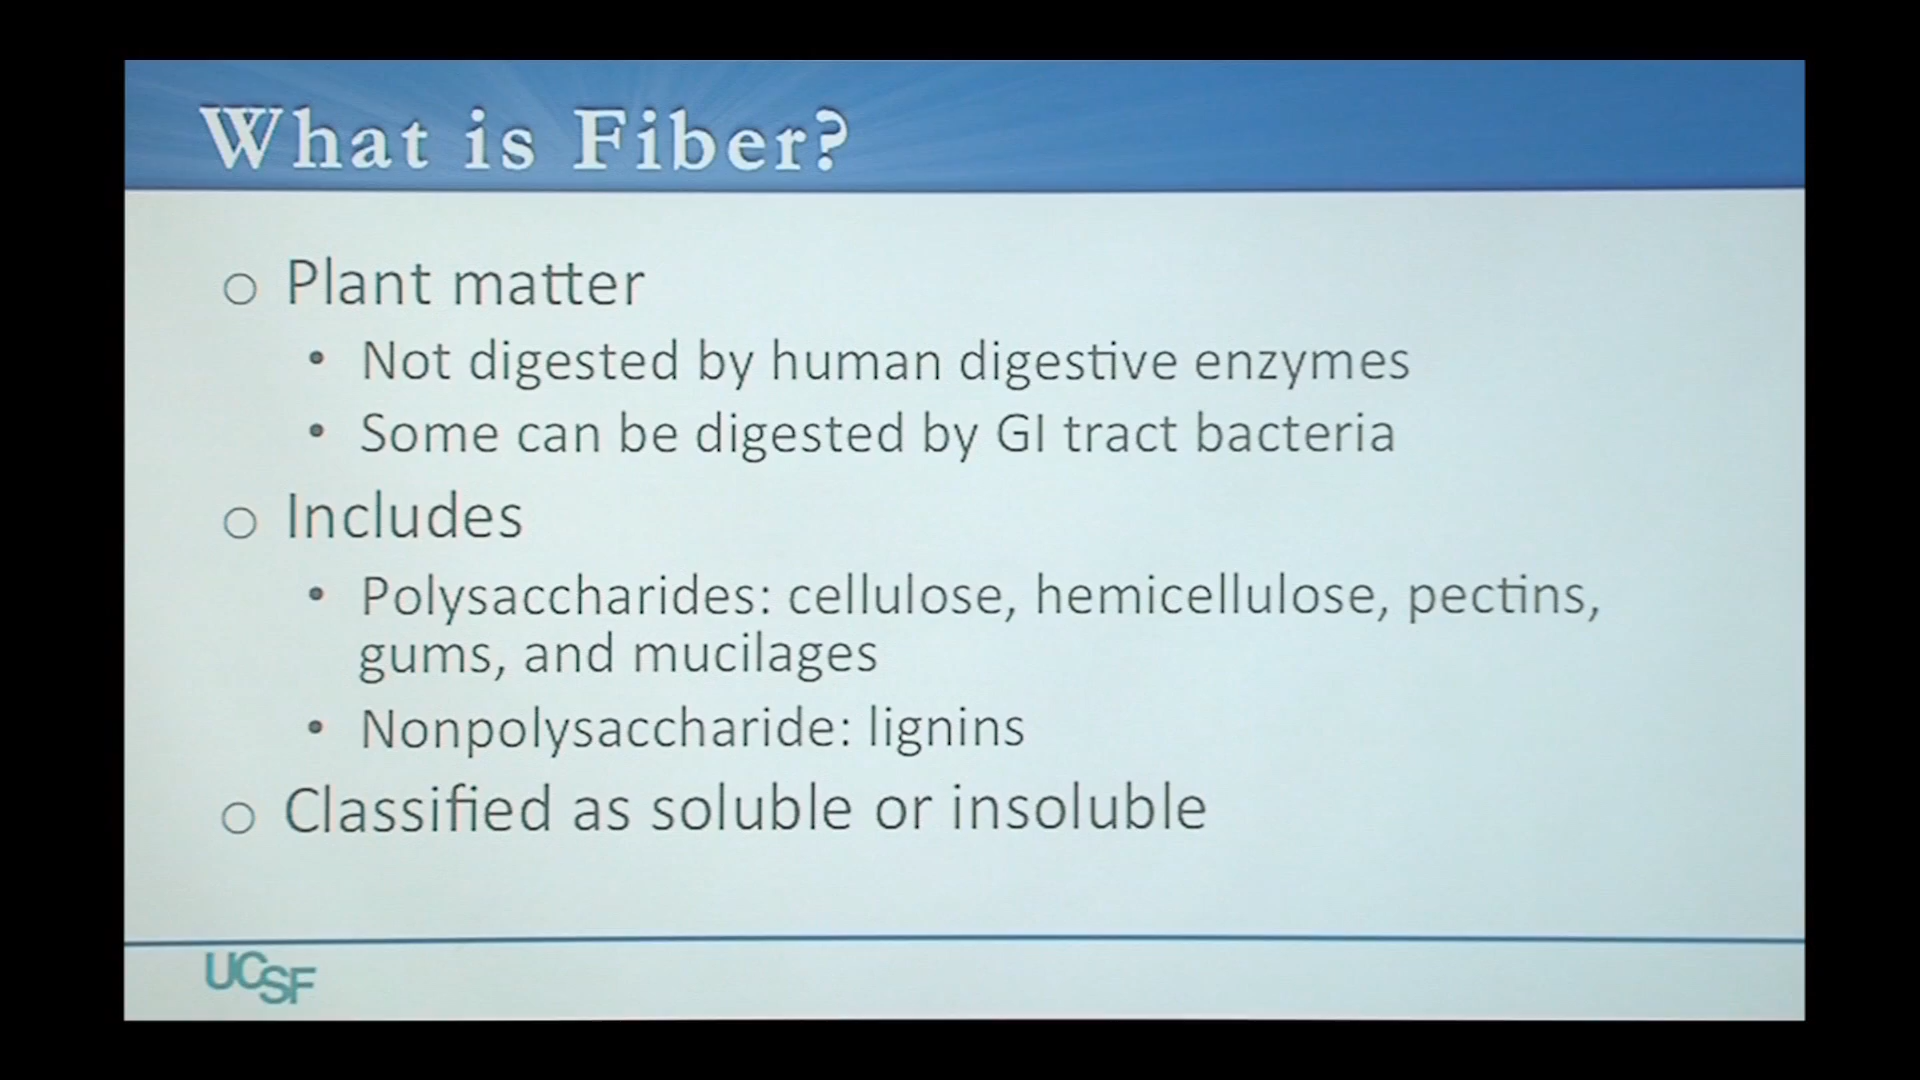 What is Fiber?
o Plant matter
• Not digested by human digestive enzymes
• Some can be digested by GI tract bacteria
o Includes
• Polysaccharides: cellulose, hemicellulose, pectins,
gums, and mucilages
• Nonpolysaccharide: lignins
o Classified as soluble or insoluble
UCSF